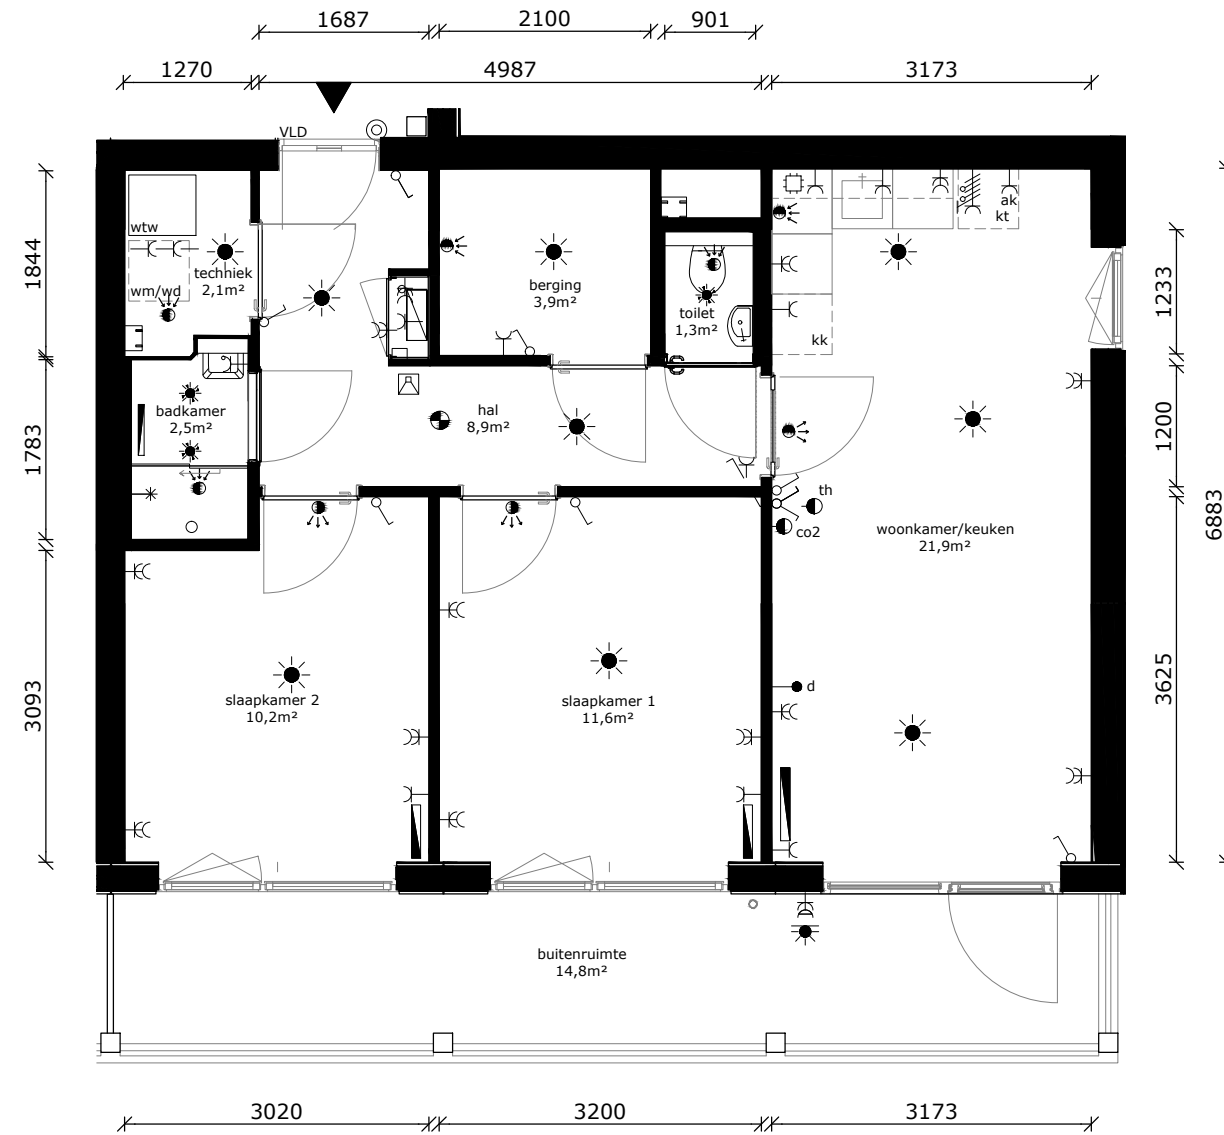 1687
2100
901
1270
4987
3173
VLD
wtw
techniek
2,1m²
wm/wd
berging
3,9m²
toilet
1,3m²
ak
kt
kk
1844
1233
badkamer
2,5m²
hal
8,9m²
1783
1200
th
co2
woonkamer/keuken
21,9m²
6883
slaapkamer 2
10,2m²
slaapkamer 1
11,6m²
d
3093
3625
buitenruimte
14,8m²
3020
3200
3173